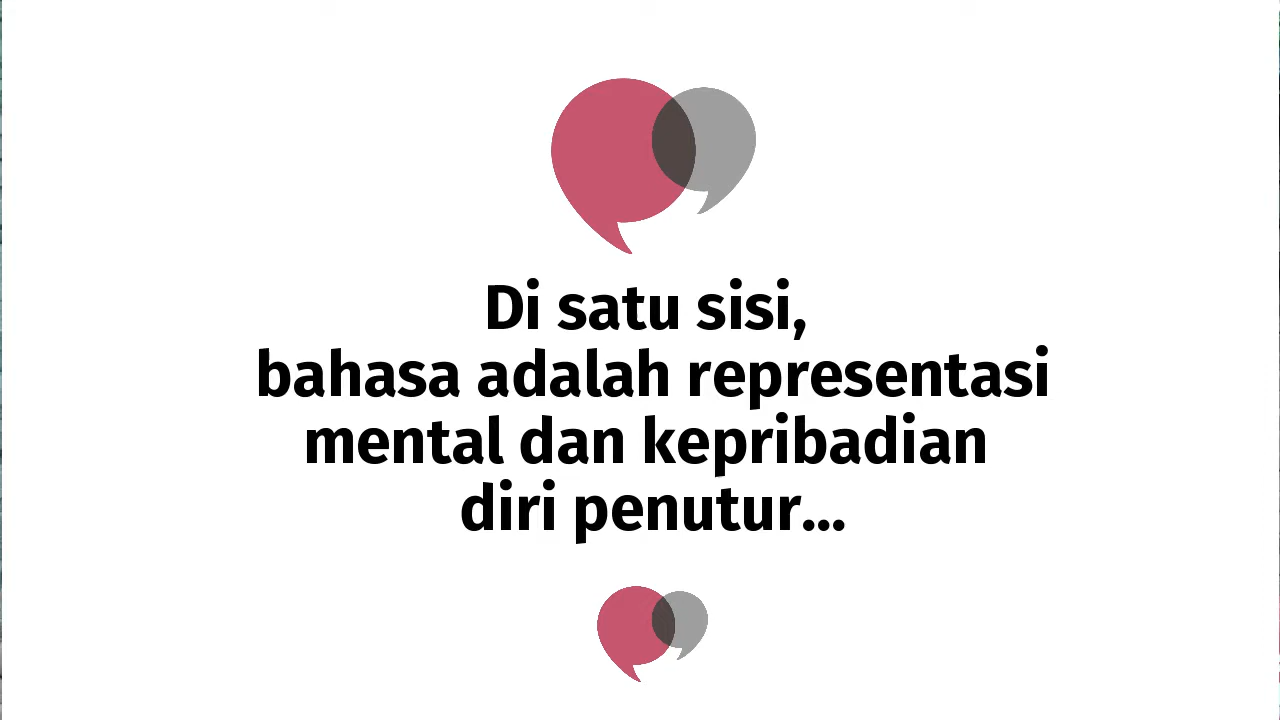 Di satu sisi,
bahasa adalah representasi
mental dan kepribadian
diri penutur...